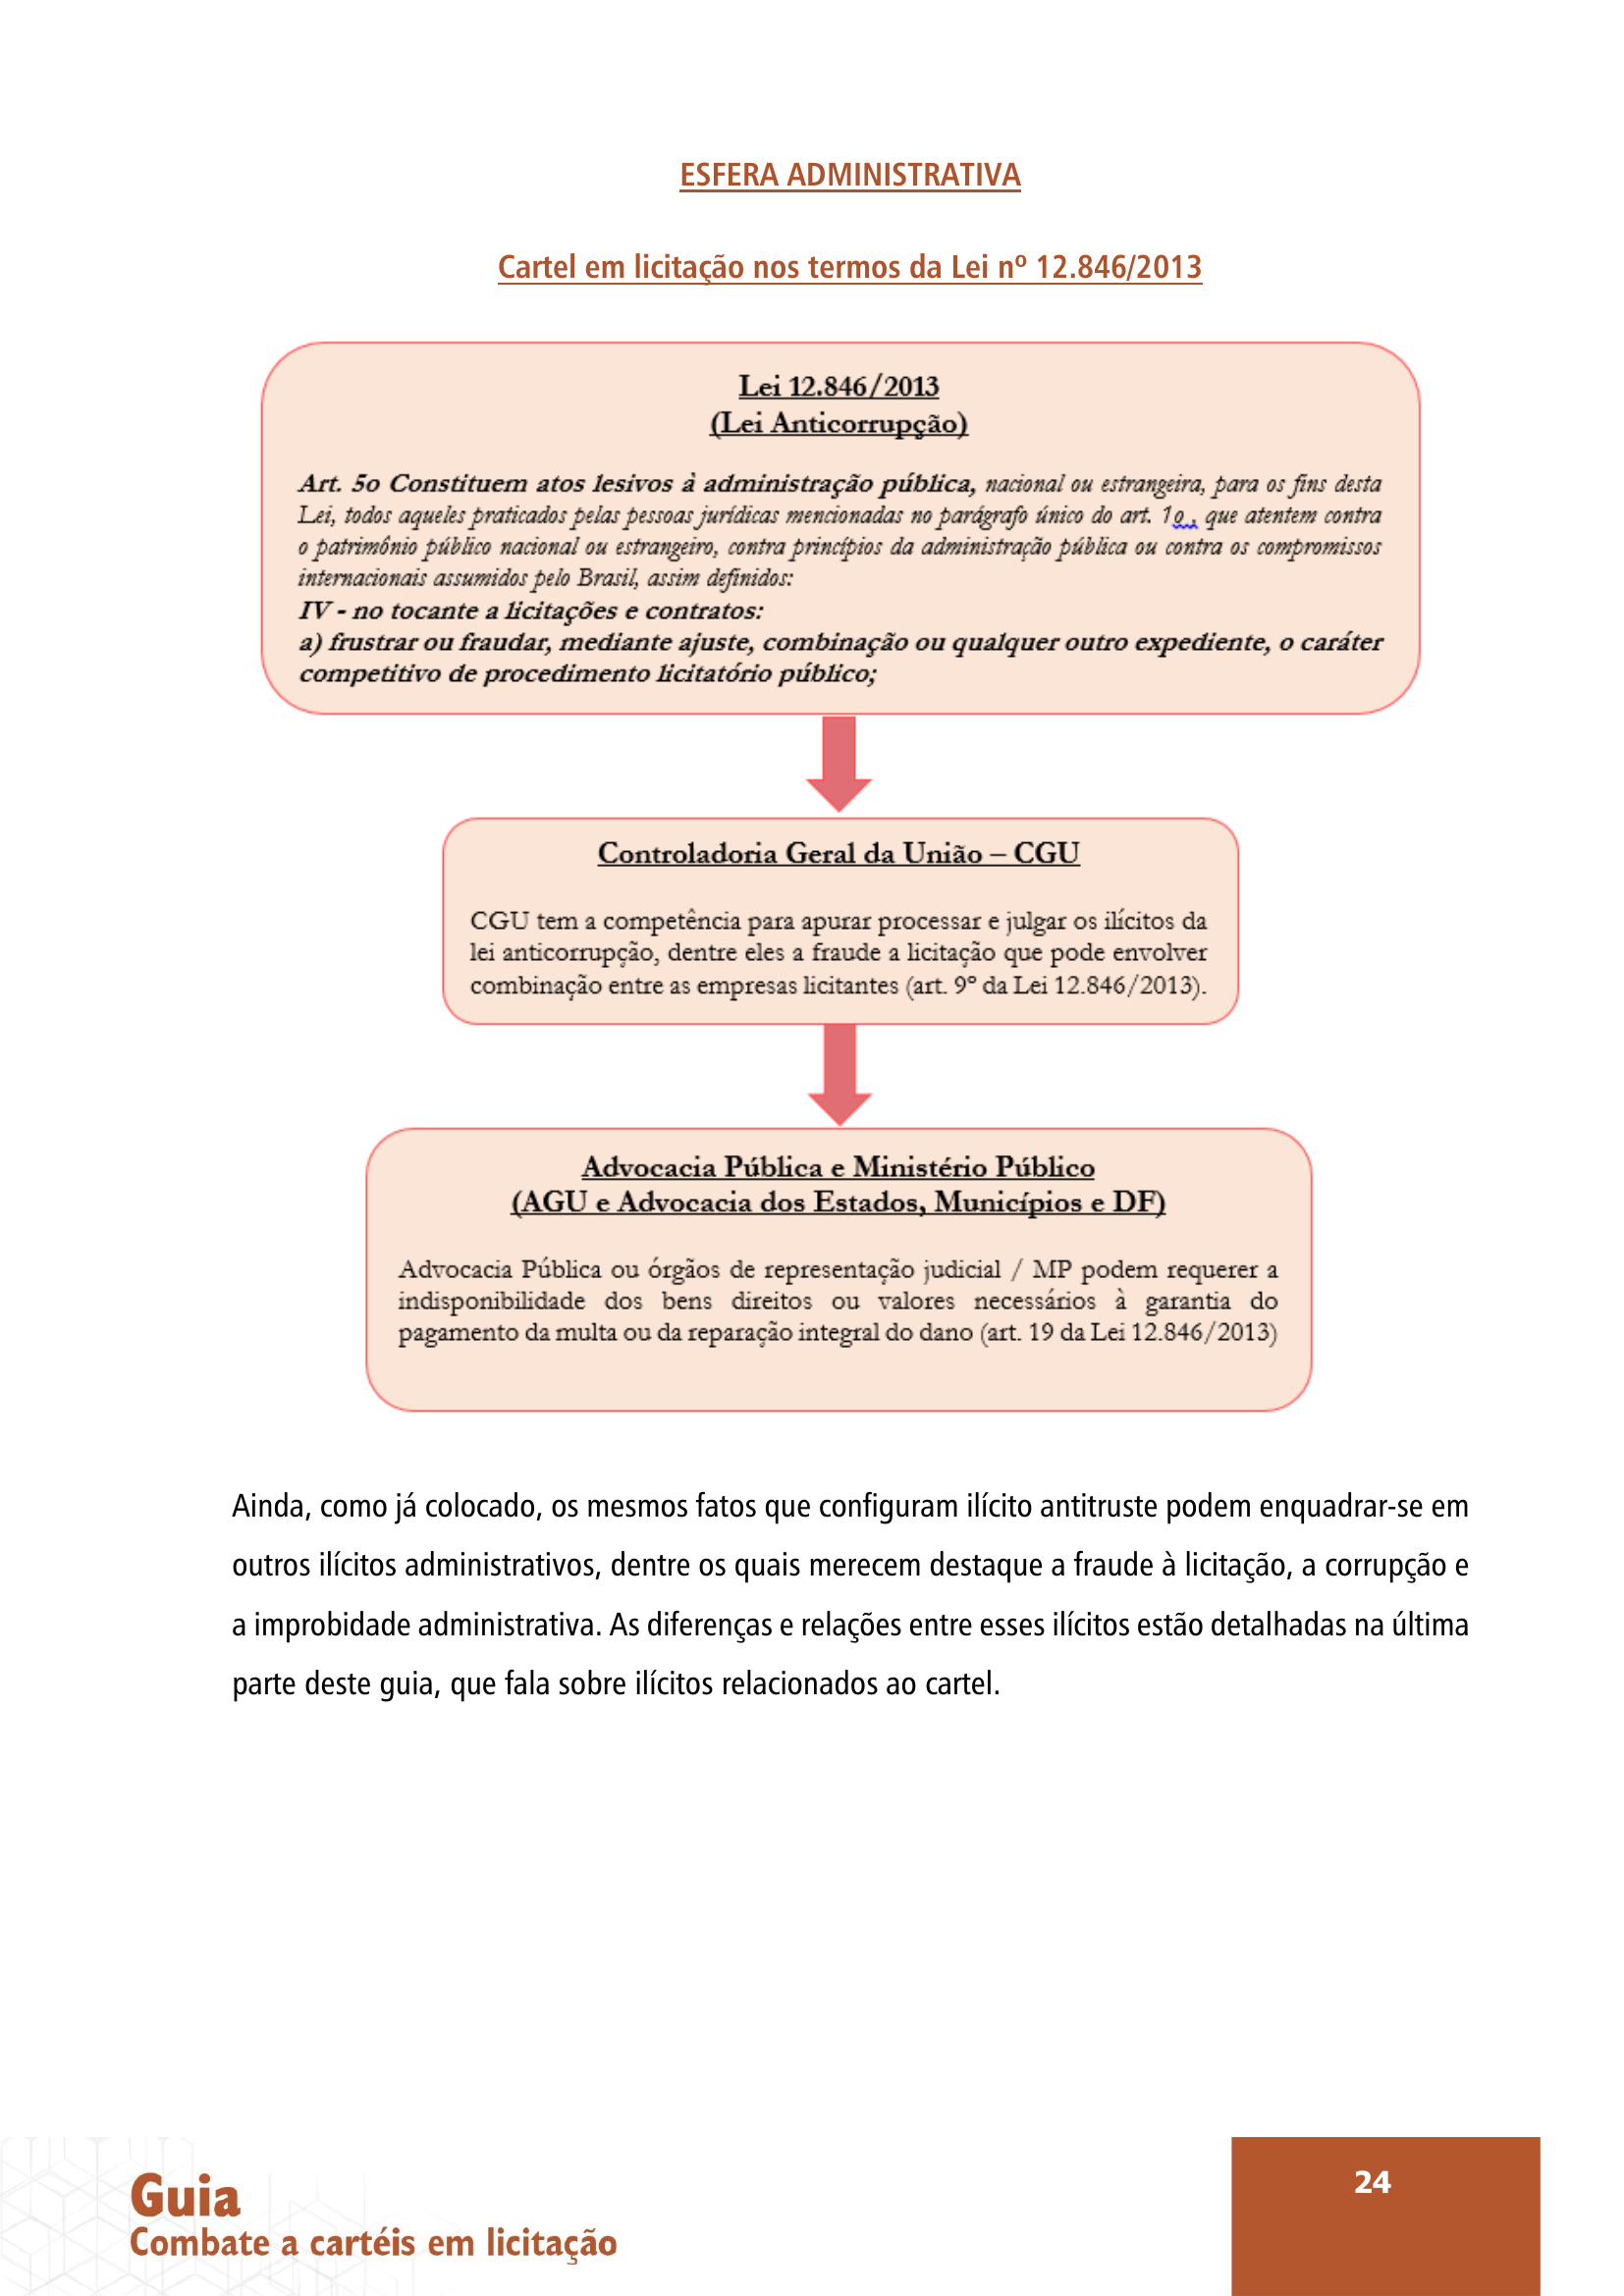 ESFERA ADMINISTRATIVA
Cartel em licitação nos termos da Lei nº 12.846/2013
Lei 12.846/2013
(Lei Anticorrupção)
Art. 5o Constituem atos lesivos à administração pública, nacional ou estrangeira, para os fins desta
Lei, todos aqueles praticados pelas pessoas jurídicas mencionadas no parágrafo único do art. 1o , que atentem contra
o patrimônio público nacional ou estrangeiro, contra princípios da administração pública ou contra os compromissos
internacionais assumidos pelo Brasil, assim definidos:
IV - no tocante a licitações e contratos:
a) frustrar ou fraudar, mediante ajuste, combinação ou qualquer outro expediente, o caráter
competitivo de procedimento licitatório público;
Controladoria Geral da União – CGU
CGU tem a competência para apurar processar e julgar os ilícitos da
lei anticorrupção, dentre eles a fraude a licitação que pode envolver
combinação entre as empresas licitantes (art. 9º da Lei 12.846/2013).
Advocacia Pública e Ministério Público
(AGU e Advocacia dos Estados, Municípios e DF)
Advocacia Pública ou órgãos de representação judicial / MP podem requerer a
indisponibilidade dos bens direitos ou valores necessários à garantia do
pagamento da multa ou da reparação integral do dano (art. 19 da Lei 12.846/2013)
Ainda, como já colocado, os mesmos fatos que configuram ilícito antitruste podem enquadrar-se em
outros ilícitos administrativos, dentre os quais merecem destaque a fraude à licitação, a corrupção e
a improbidade administrativa. As diferenças e relações entre esses ilícitos estão detalhadas na última
parte deste guia, que fala sobre ilícitos relacionados ao cartel.
Guia
Combate a cartéis em licitação
24